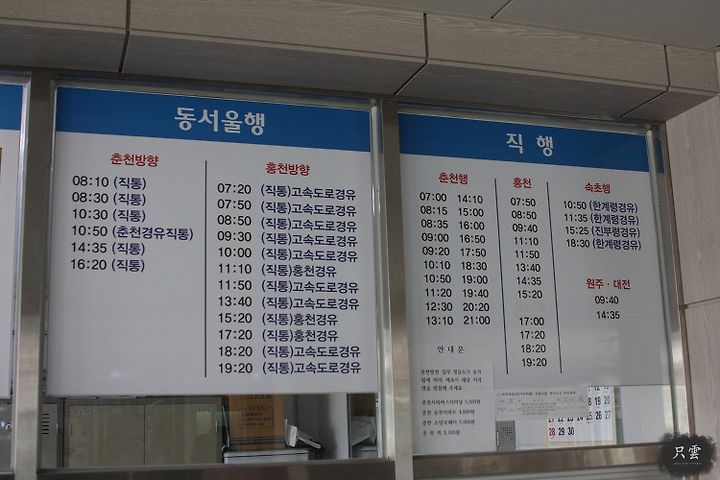 동서울행
춘천방향
08:10 (직통)
08:30 (직통)
10:30 (직통)
10:50 (춘천경유직통)
14:35 (직통)
16:20 (직통)
홍천방향
07:20 (직통)고속도로경유
07:50 (직통)고속도로경유
08:50 (직통)고속도로경유
09:30 (직통)고속도로경유
10:00 (직통)고속도로경유
11:10 (직통)홍천경유
11:50 (직통)고속도로경유
13:40 (직통)고속도로경유
15:20 (직통)홍천경유
17:20 (직통)홍천경유
18:20 (직통)고속도로경유
19:20 (직통)고속도로경유
직 행
춘천행
07:00 14:10
08:15 15:00
08:35 16:00
09:00 16:50
09:20 17:50
10:10 18:30
10:50 19:00
11:20 19:40
12:30 20:20
13:10 21:00
홍천
07:50
08:50
09:40
11:10
11:50
13:40
14:35
15:20
17:00
17:20
18:20
19:20
속초행
10:50 (한계령경유)
11:35 (한계령경유)
15:25 (진부령경유)
18:30 (한계령경유)
원주 · 대전
09:40
14:35
안 내 문
28 29 30
只雲